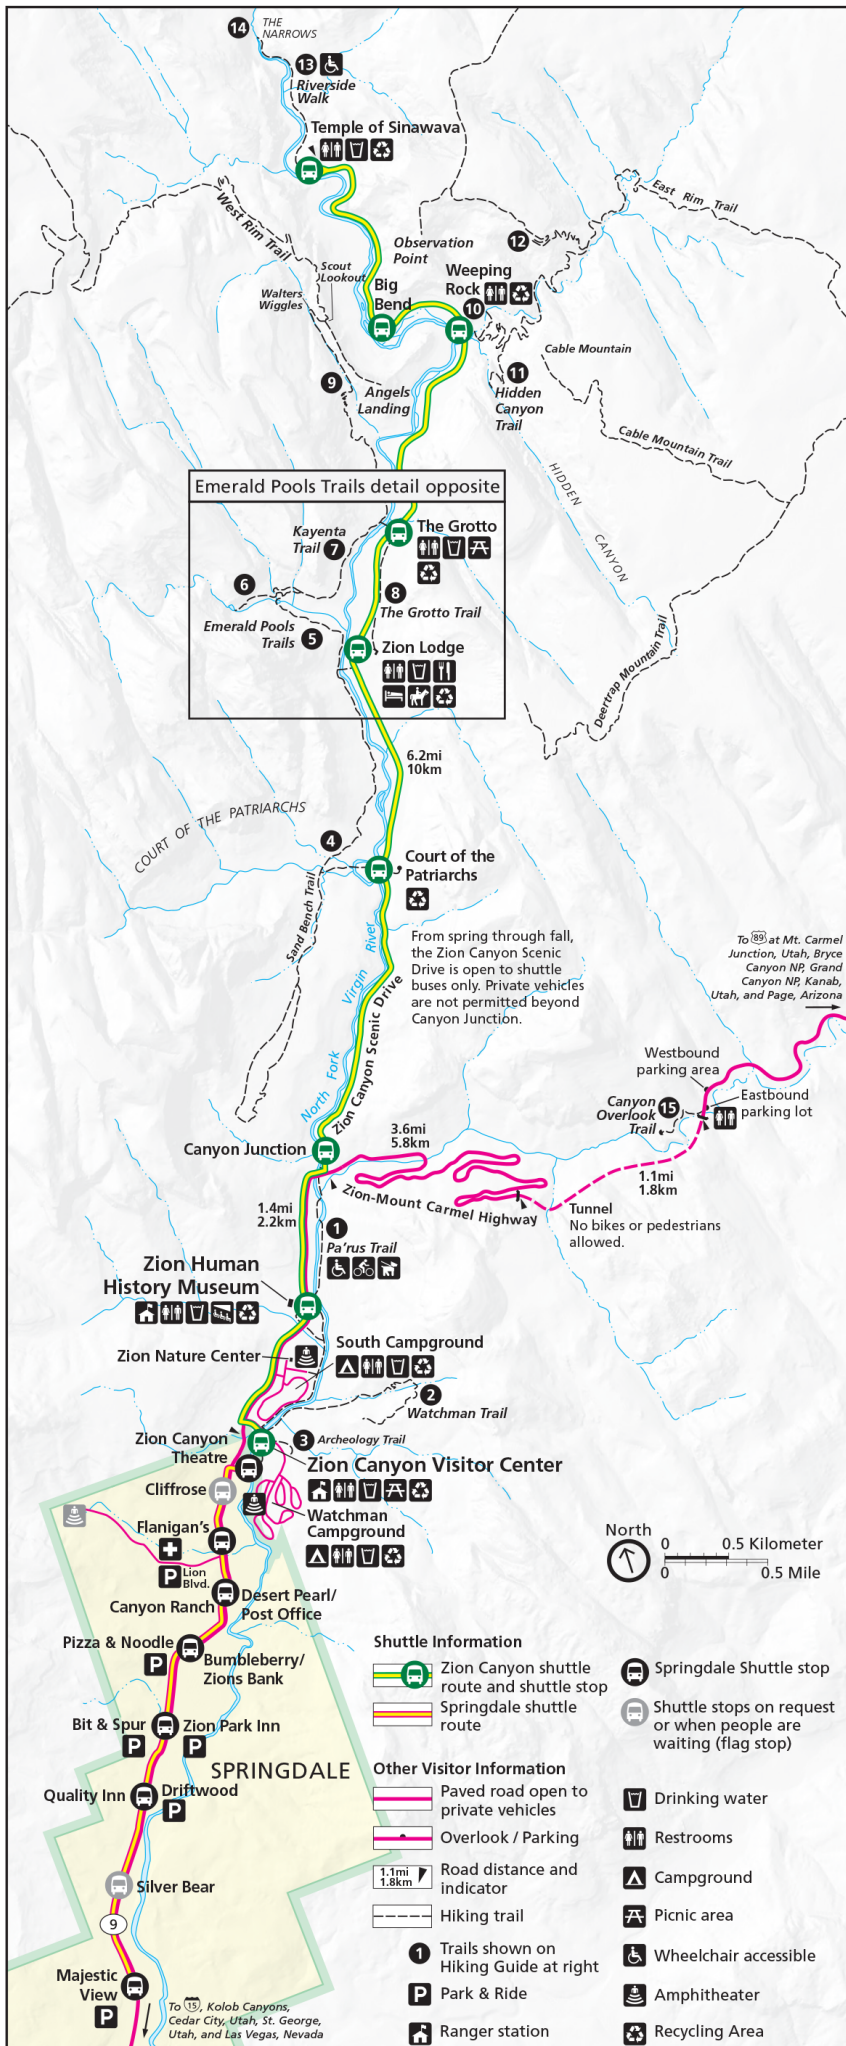 14
THE
NARROWS
13
Riverside
Walk
Temple of Sinawava
West Rim Trail
East Rim Trail
12
Observation
Point
Scout
Lookout
Walters
Wiggles
Big
Bend
Weeping
Rock
10
Cable Mountain
11
Hidden
Canyon
Trail
9
Angels
Landing
Cable Mountain Trail
HIDDEN
CANYON
Emerald Pools Trails detail opposite
Kayenta
Trail 7
The Grotto
6
8
The Grotto Trail
Emerald Pools
Trails
5
Zion Lodge
Deertrap Mountain Trail
6.2mi
10km
COURT OF THE PATRIARCHS
4
Court of the
Patriarchs
Sand Bench Trail
From spring through fall,
the Zion Canyon Scenic
Drive is open to shuttle
buses only. Private vehicles
are not permitted beyond
Canyon Junction.
North Fork Virgin River
Zion Canyon Scenic Drive
To 89 at Mt. Carmel
Junction, Utah, Bryce
Canyon NP, Grand
Canyon NP, Kanab,
Utah, and Page, Arizona
Westbound
parking area
Eastbound
parking lot
Canyon
Overlook
Trail
15
Canyon Junction
3.6mi
5.8km
1.1mi
1.8km
Zion-Mount Carmel Highway
Tunnel
No bikes or pedestrians
allowed.
1.4mi
2.2km
1
Pa'rus Trail
Zion Human
History Museum
Zion Nature Center
South Campground
2
Watchman Trail
3 Archeology Trail
Zion Canyon
Theatre
Zion Canyon Visitor Center
Cliffrose
Watchman
Campground
Flanigan's
P
Lion
Blvd.
Canyon Ranch
Desert Pearl/
Post Office
Pizza & Noodle
P
Bumbleberry/
Zions Bank
Bit & Spur
P
Zion Park Inn
P
SPRINGDALE
Quality Inn
Driftwood
P
Silver Bear
9
Majestic
View
P
To 15, Kolob Canyons,
Cedar City, Utah, St. George,
Utah, and Las Vegas, Nevada
North
0 0.5 Kilometer
0 0.5 Mile
Shuttle Information
Zion Canyon shuttle
route and shuttle stop
Springdale shuttle
route
Springdale Shuttle stop
Shuttle stops on request
or when people are
waiting (flag stop)
Other Visitor Information
Paved road open to
private vehicles
Overlook / Parking
1.1mi
1.8km
Road distance and
indicator
Hiking trail
1
Trails shown on
Hiking Guide at right
P
Park & Ride
Ranger station
Drinking water
Restrooms
Campground
Picnic area
Wheelchair accessible
Amphitheater
Recycling Area